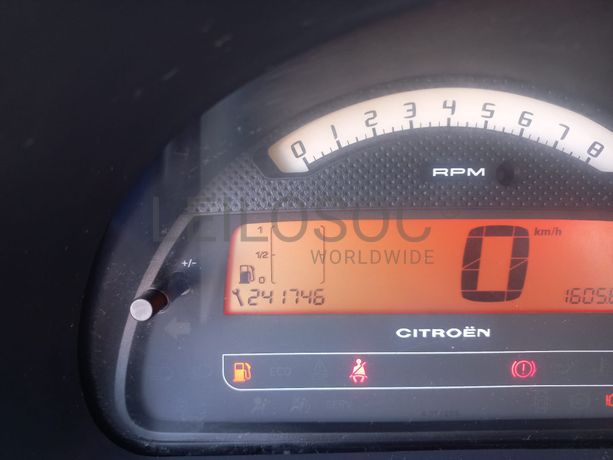 0 1 2 3 4 5 6 7 8
RPM
LEILOSOC
WORLDWIDE
1
1/2
0
km/h
0
+/-
241746
1605.
CITROËN
ECO